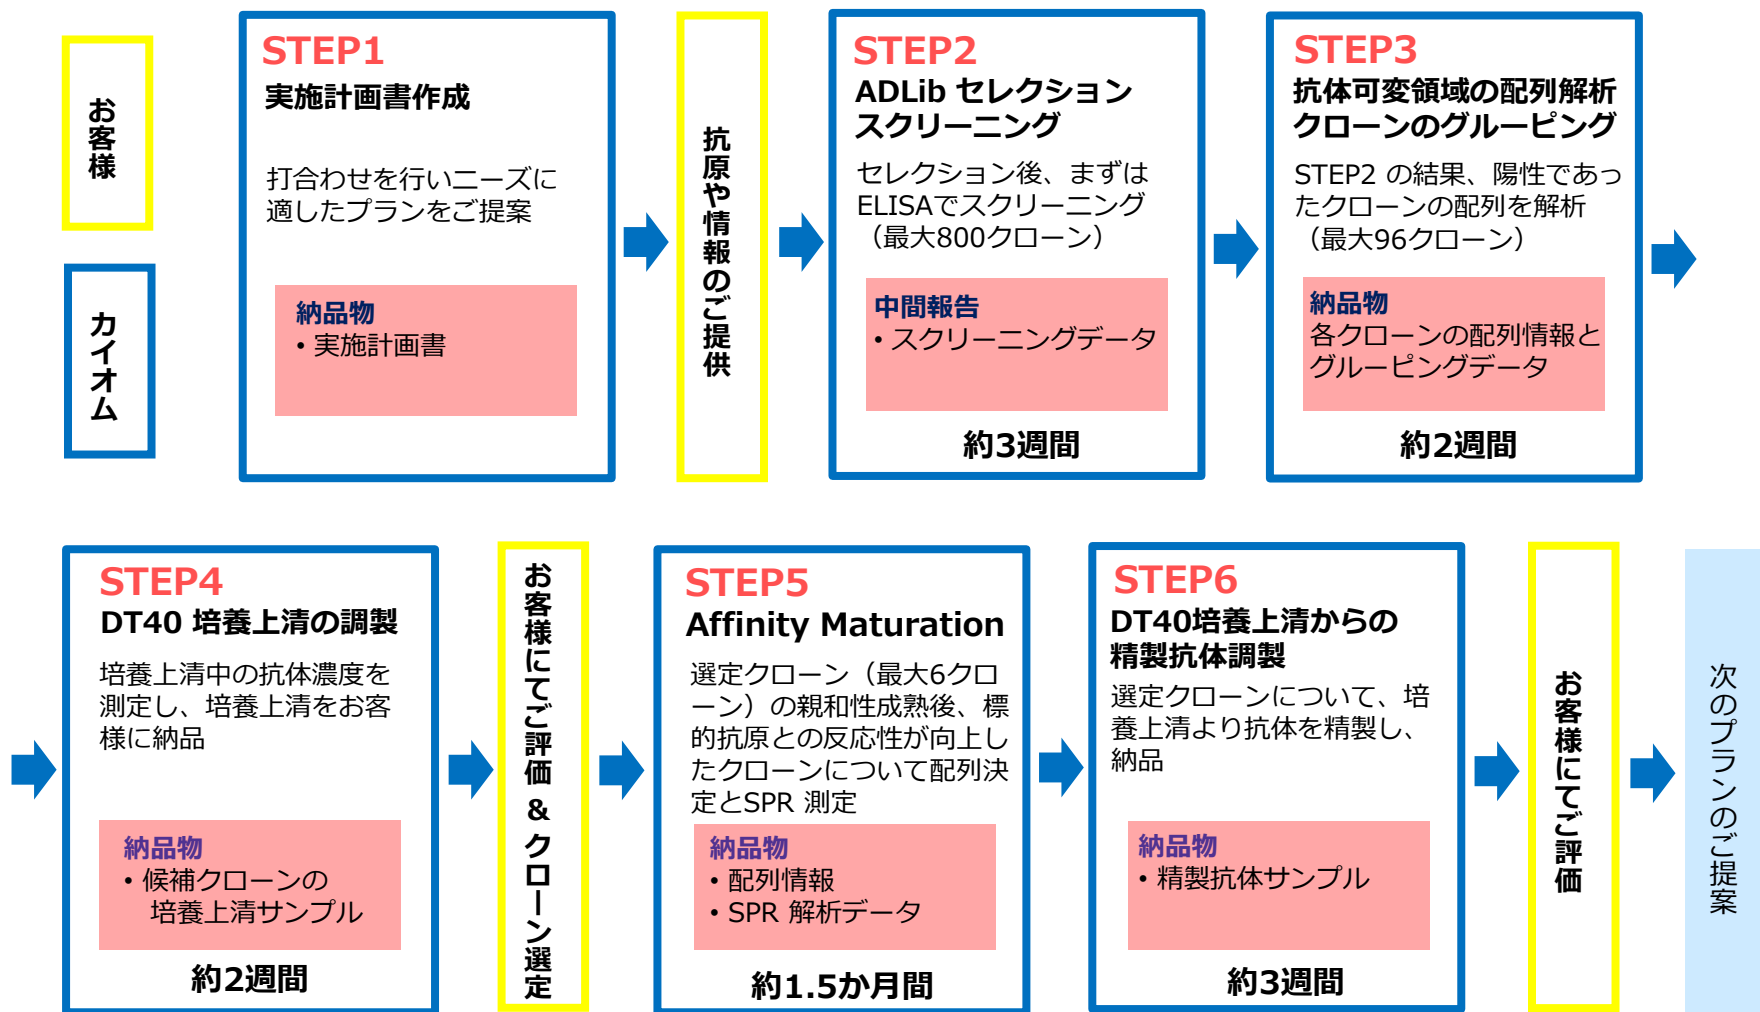 お客様
カイオム
STEP1
実施計画書作成
打合わせを行いニーズに
適したプランをご提案
納品物
・実施計画書
抗原や情報のご提供
STEP2
ADLib セレクション
スクリーニング
セレクション後、まずは
ELISAでスクリーニング
（最大800クローン）
中間報告
・スクリーニングデータ
約3週間
STEP3
抗体可変領域の配列解析
クローンのグルーピング
STEP2 の結果、陽性であっ
たクローンの配列を解析
（最大96クローン）
納品物
各クローンの配列情報と
グルーピングデータ
約2週間
STEP4
DT40 培養上清の調製
培養上清中の抗体濃度を
測定し、培養上清をお客
様に納品
納品物
・候補クローンの
培養上清サンプル
約2週間
お客様にてご評価 & クローン選定
STEP5
Affinity Maturation
選定クローン（最大6クロ
ーン）の親和性成熟後、標
的抗原との反応性が向上し
たクローンについて配列決
定とSPR 測定
納品物
・配列情報
・SPR 解析データ
約1.5か月間
STEP6
DT40培養上清からの
精製抗体調製
選定クローンについて、培
養上清より抗体を精製し、
納品
納品物
・精製抗体サンプル
約3週間
お客様にてご評価
次のプランのご提案